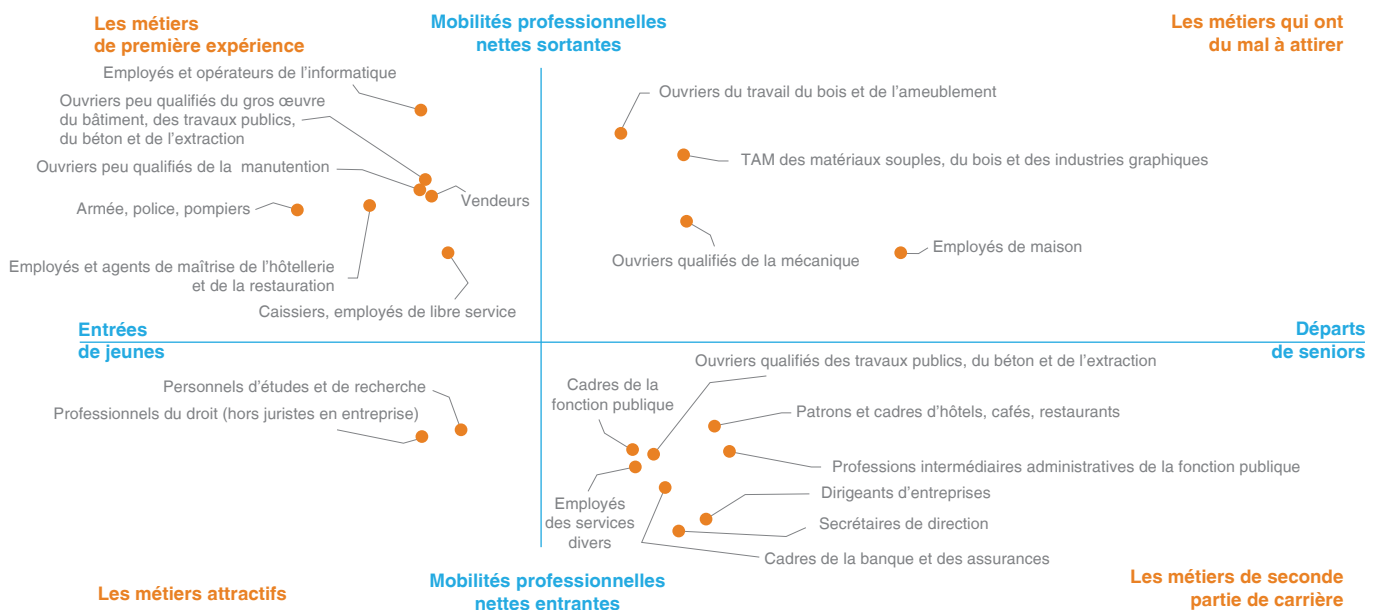 Les métiers
de première expérience
Mobilités professionnelles
nettes sortantes
Les métiers qui ont
du mal à attirer
Employés et opérateurs de l'informatique
Ouvriers peu qualifiés du gros œuvre
du bâtiment, des travaux publics,
du béton et de l'extraction
Ouvriers peu qualifiés de la manutention
Vendeurs
Armée, police, pompiers
Employés et agents de maîtrise de l'hôtellerie
et de la restauration
Caissiers, employés de libre service
Ouvriers du travail du bois et de l'ameublement
TAM des matériaux souples, du bois et des industries graphiques
Ouvriers qualifiés de la mécanique
Employés de maison
Entrées
de jeunes
Départs
de seniors
Personnels d'études et de recherche
Professionnels du droit (hors juristes en entreprise)
Ouvriers qualifiés des travaux publics, du béton et de l'extraction
Cadres de la
fonction publique
Patrons et cadres d'hôtels, cafés, restaurants
Professions intermédiaires administratives de la fonction publique
Employés
des services
divers
Dirigeants d'entreprises
Secrétaires de direction
Cadres de la banque et des assurances
Les métiers attractifs
Mobilités professionnelles
nettes entrantes
Les métiers de seconde
partie de carrière